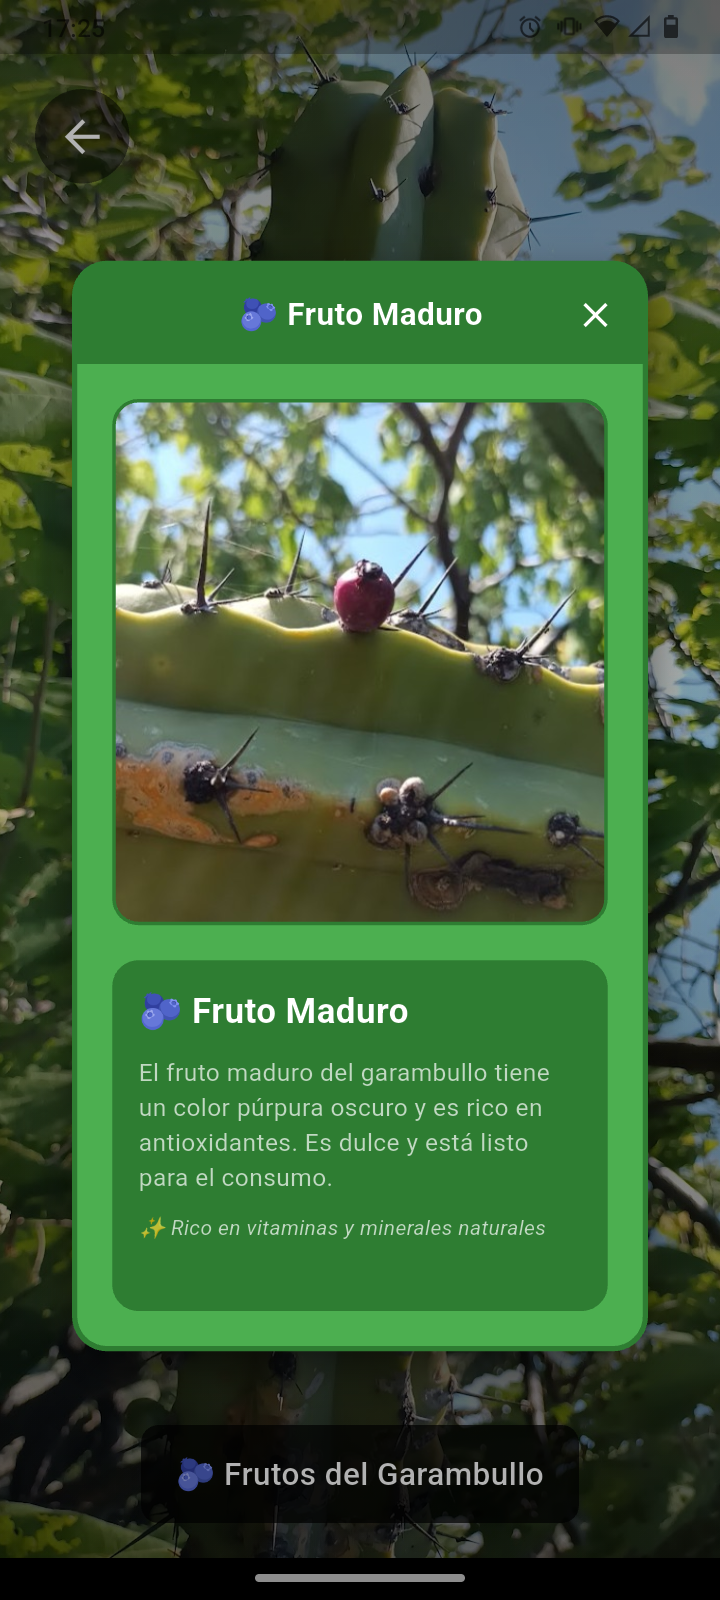 17:25
🫐 Fruto Maduro
🫐 Fruto Maduro
El fruto maduro del garambullo tiene
un color púrpura oscuro y es rico en
antioxidantes. Es dulce y está listo
para el consumo.
✨ Rico en vitaminas y minerales naturales
🫐 Frutos del Garambullo